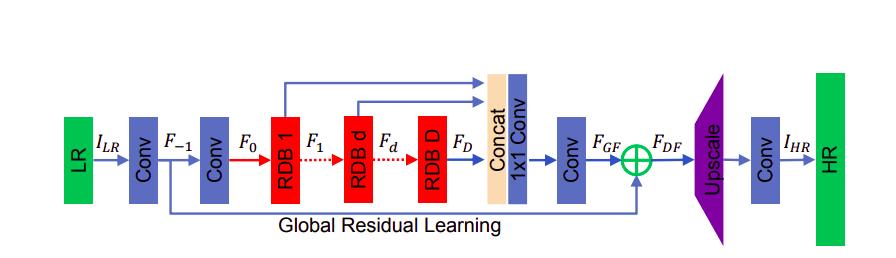 LR
I_{LR}
Conv
F_{-1}
Conv
F_0
RDB 1
F_1
RDB d
F_d
RDB D
F_D
Concat
1x1 Conv
Conv
F_{GF}
F_{DF}
Upscale
Conv
I_{HR}
HR
Global Residual Learning